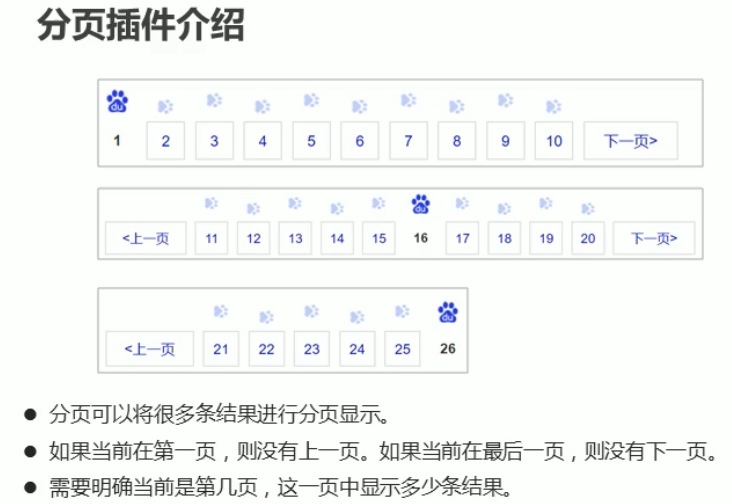 分页插件介绍
du
1 2 3 4 5 6 7 8 9 10 下一页>
du
<上一页 11 12 13 14 15 16 17 18 19 20 下一页>
du
<上一页 21 22 23 24 25 26
● 分页可以将很多条结果进行分页显示。
● 如果当前在第一页，则没有上一页。如果当前在最后一页，则没有下一页。
● 需要明确当前是第几页，这一页中显示多少条结果。